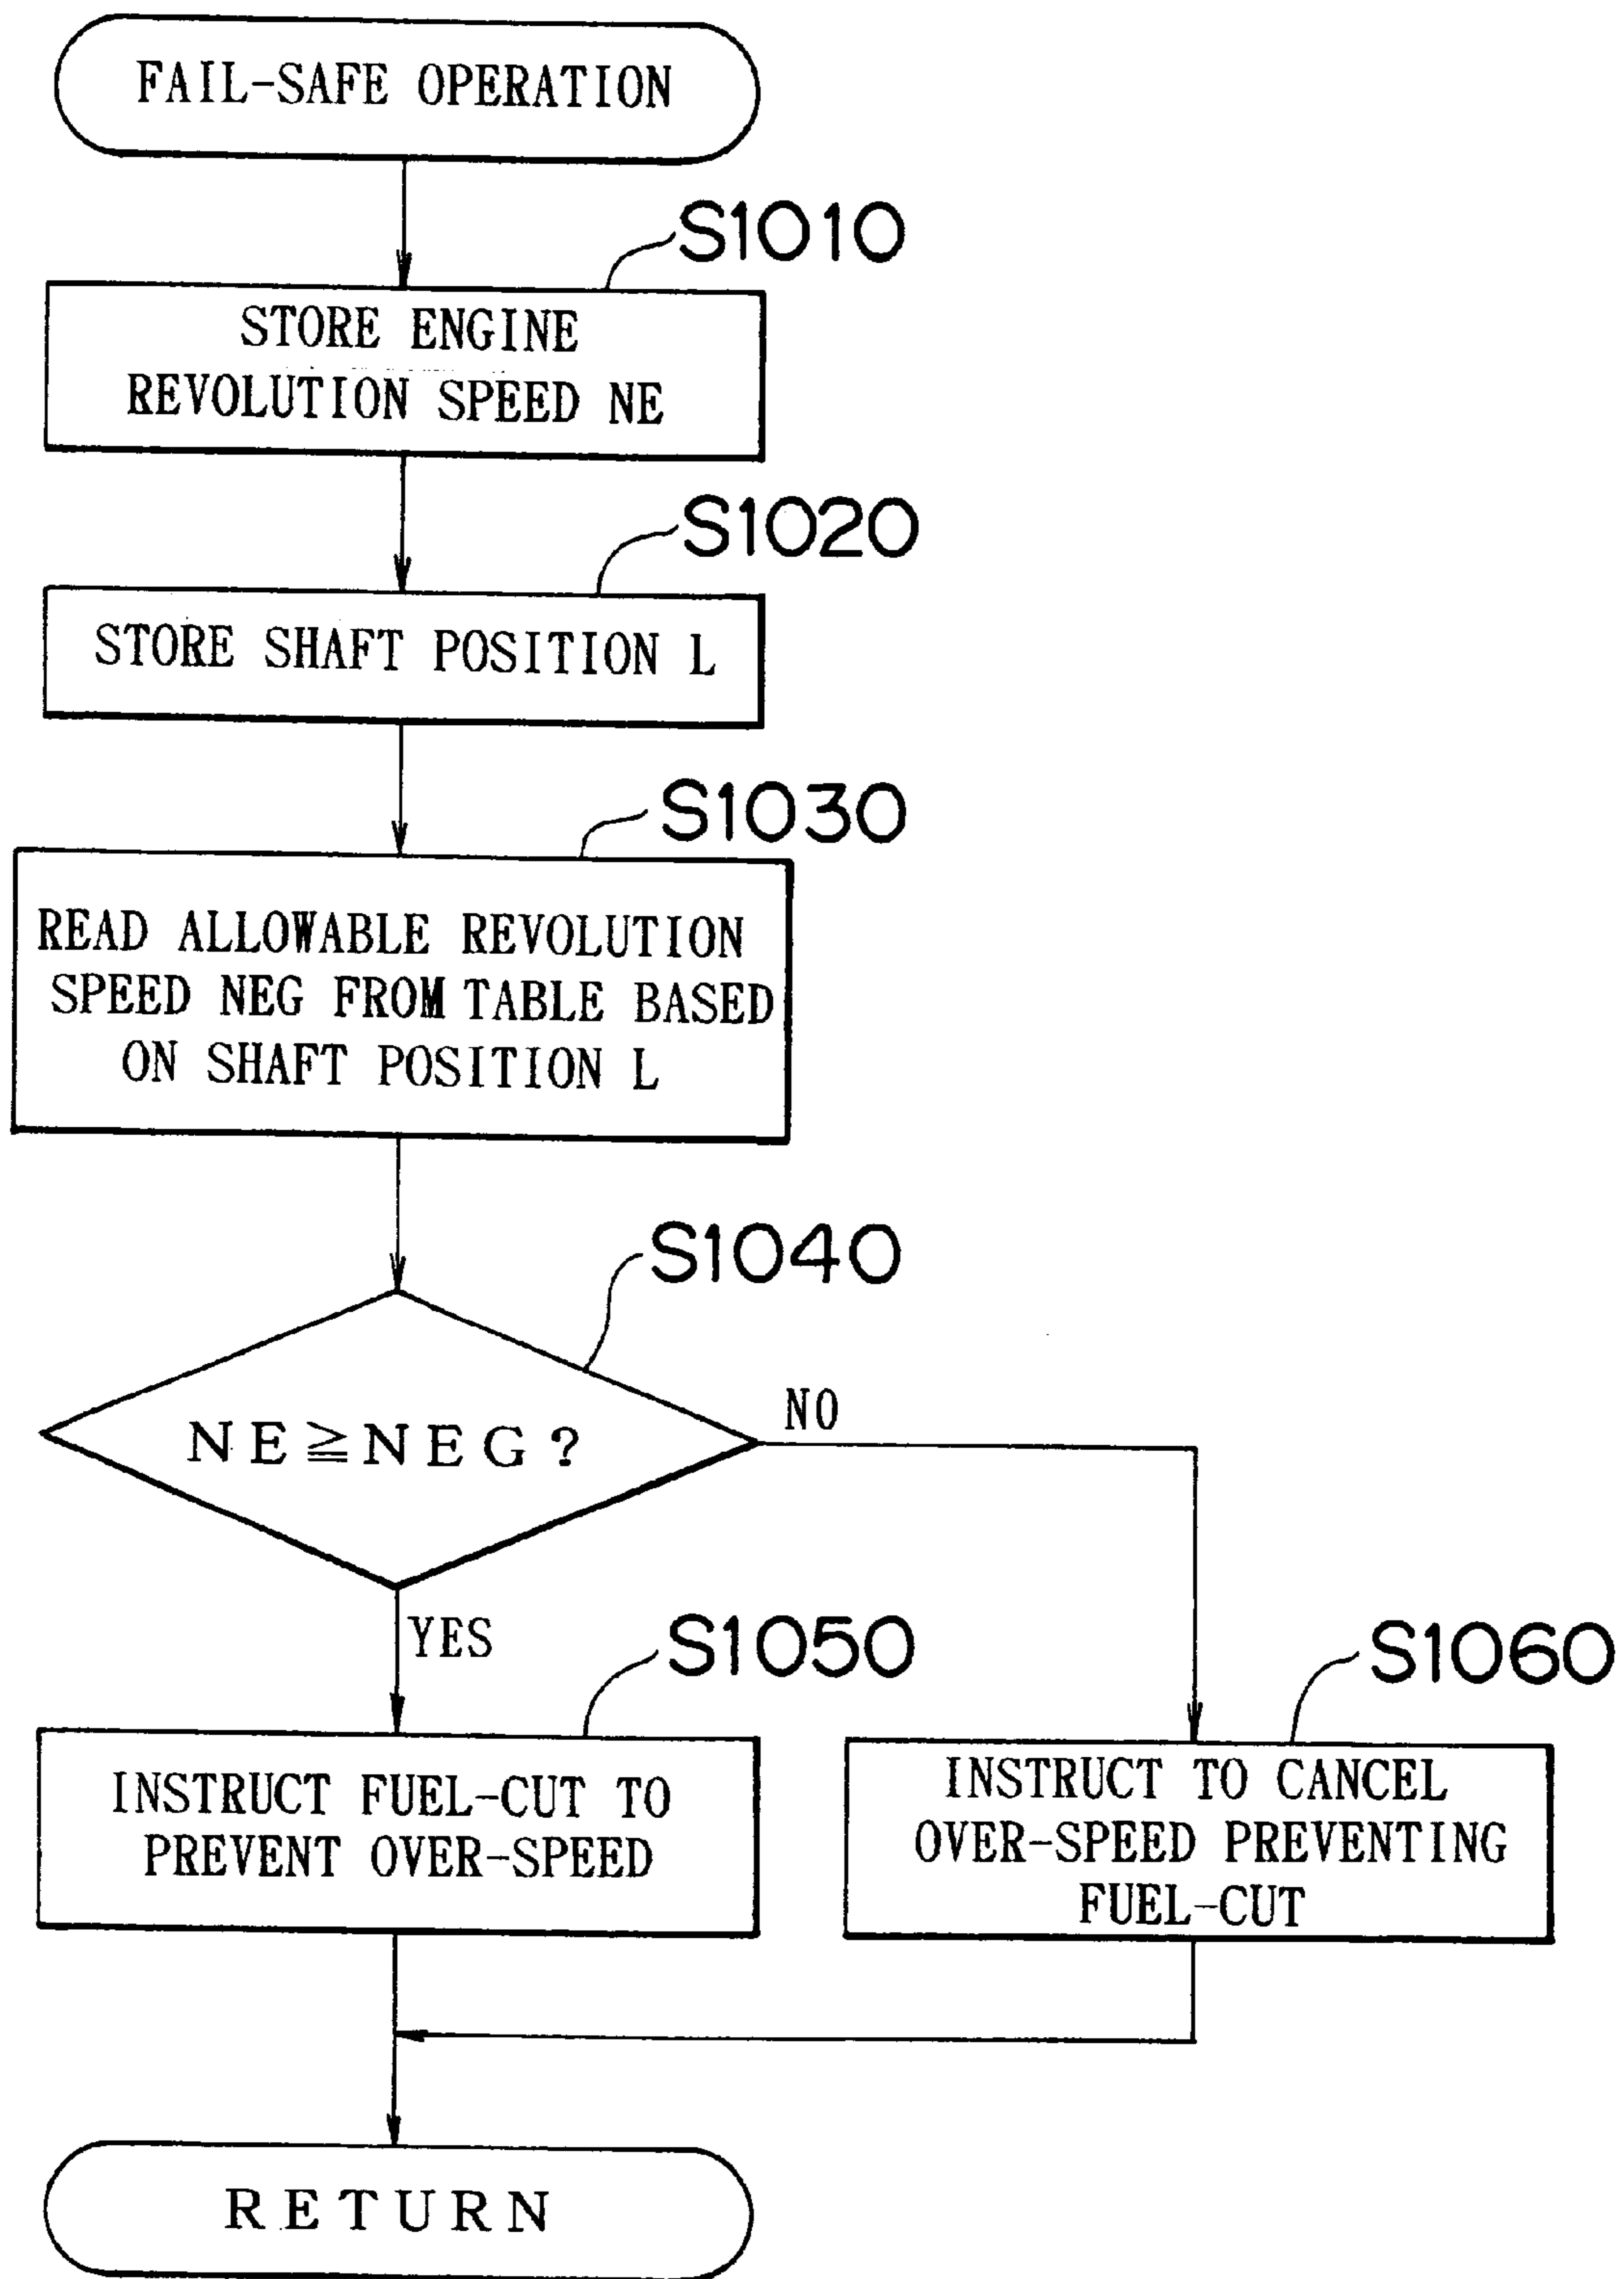 FAIL-SAFE OPERATION
S1010
STORE ENGINE
REVOLUTION SPEED NE
S1020
STORE SHAFT POSITION L
S1030
READ ALLOWABLE REVOLUTION
SPEED NEG FROM TABLE BASED
ON SHAFT POSITION L
S1040
NE≧NEG?
NO
YES
S1050
S1060
INSTRUCT FUEL-CUT TO
PREVENT OVER-SPEED
INSTRUCT TO CANCEL
OVER-SPEED PREVENTING
FUEL-CUT
RETURN